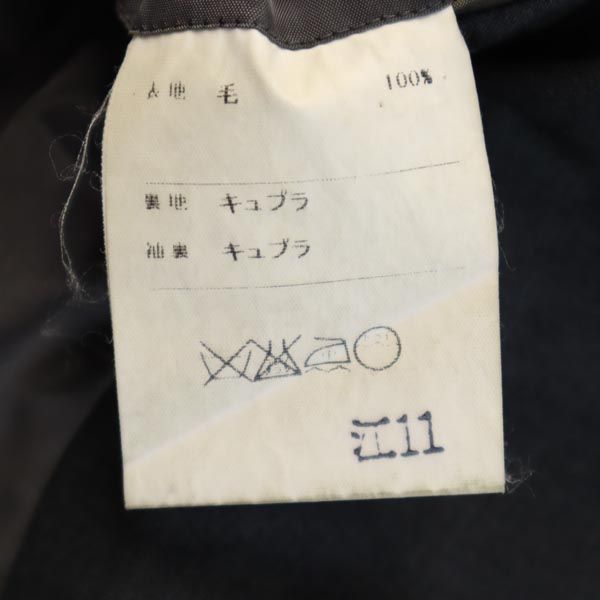 表地 毛 100%
裏地 キュプラ
袖裏 キュプラ
江11